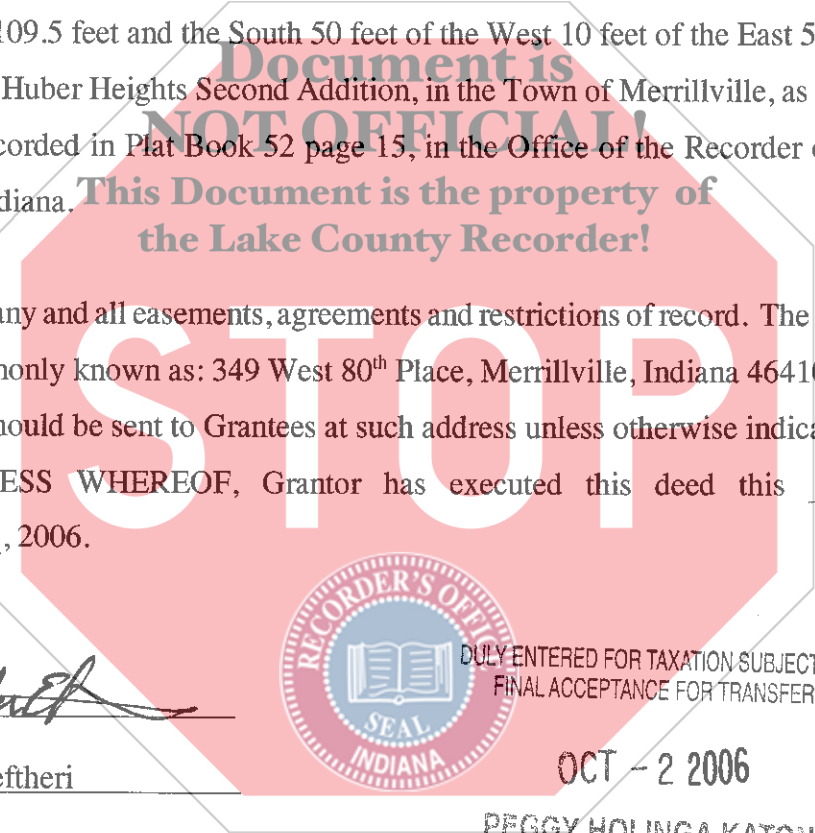 109.5 feet and the South 50 feet of the West 10 feet of the East 5
Document is
Huber Heights Second Addition, in the Town of Merrillville, as
NOT OFFICIAL!
corded in Plat Book 52 page 15, in the Office of the Recorder
diana.
This Document is the property of
the Lake County Recorder!
any and all easements, agreements and restrictions of record. The
monly known as: 349 West 80th Place, Merrillville, Indiana 46410
hould be sent to Grantees at such address unless otherwise indica
ESS WHEREOF, Grantor has executed this deed this
, 2006.
STOP
RECORDER'S OFFICE
SEAL
INDIANA
DULY ENTERED FOR TAXATION SUBJECT
FINAL ACCEPTANCE FOR TRANSFER
eftheri
OCT - 2 2006
PEGGY HOLINGA KATON